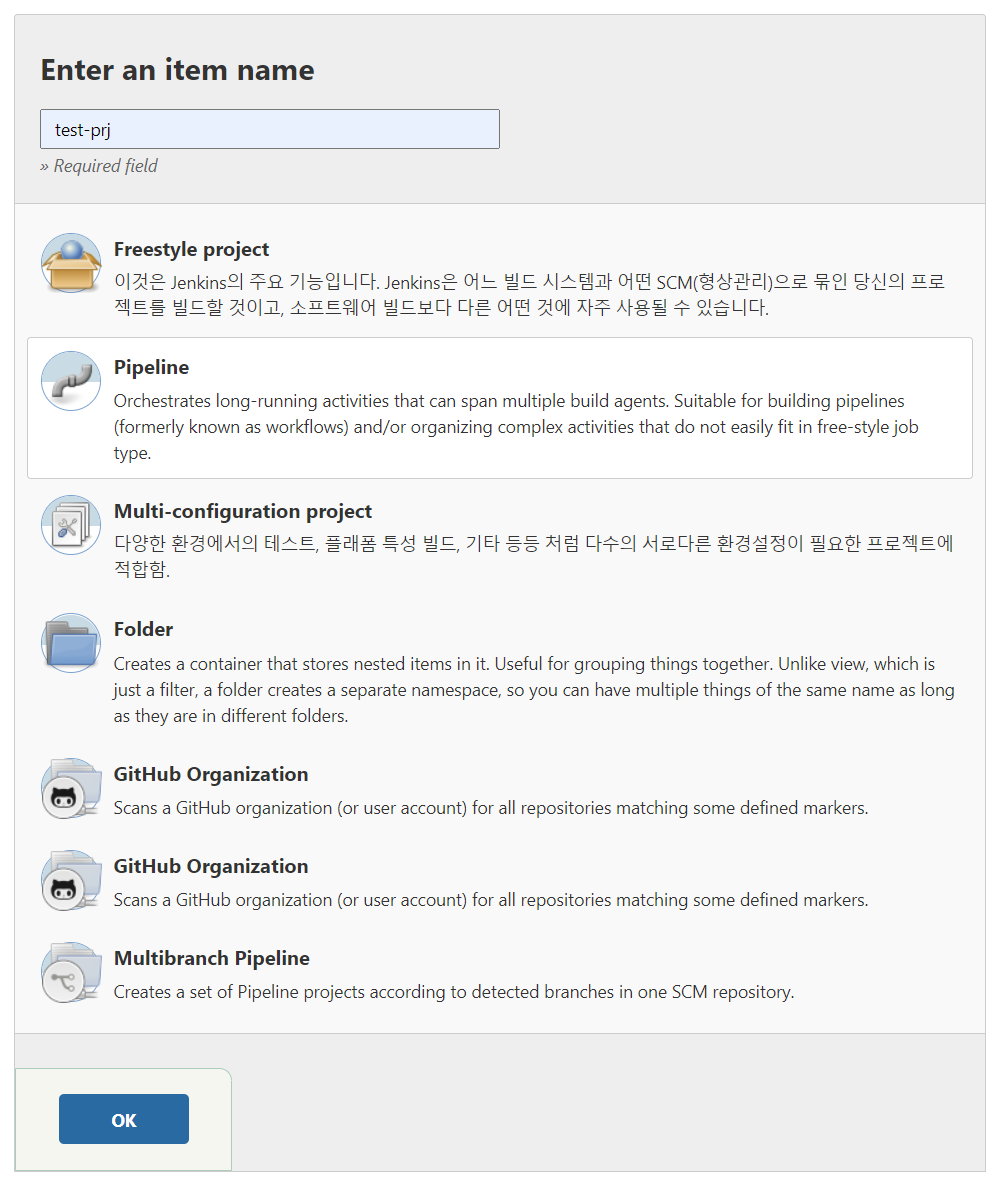 Enter an item name
test-prj
» Required field
Freestyle project
이것은 Jenkins의 주요 기능입니다. Jenkins은 어느 빌드 시스템과 어떤 SCM(형상관리)으로 묶인 당신의 프로
젝트를 빌드할 것이고, 소프트웨어 빌드보다 다른 어떤 것에 자주 사용될 수 있습니다.
Pipeline
Orchestrates long-running activities that can span multiple build agents. Suitable for building pipelines
(formerly known as workflows) and/or organizing complex activities that do not easily fit in free-style job
type.
Multi-configuration project
다양한 환경에서의 테스트, 플래폼 특성 빌드, 기타 등등 처럼 다수의 서로다른 환경설정이 필요한 프로젝트에
적합함.
Folder
Creates a container that stores nested items in it. Useful for grouping things together. Unlike view, which is
just a filter, a folder creates a separate namespace, so you can have multiple things of the same name as long
as they are in different folders.
GitHub Organization
Scans a GitHub organization (or user account) for all repositories matching some defined markers.
GitHub Organization
Scans a GitHub organization (or user account) for all repositories matching some defined markers.
Multibranch Pipeline
Creates a set of Pipeline projects according to detected branches in one SCM repository.
OK